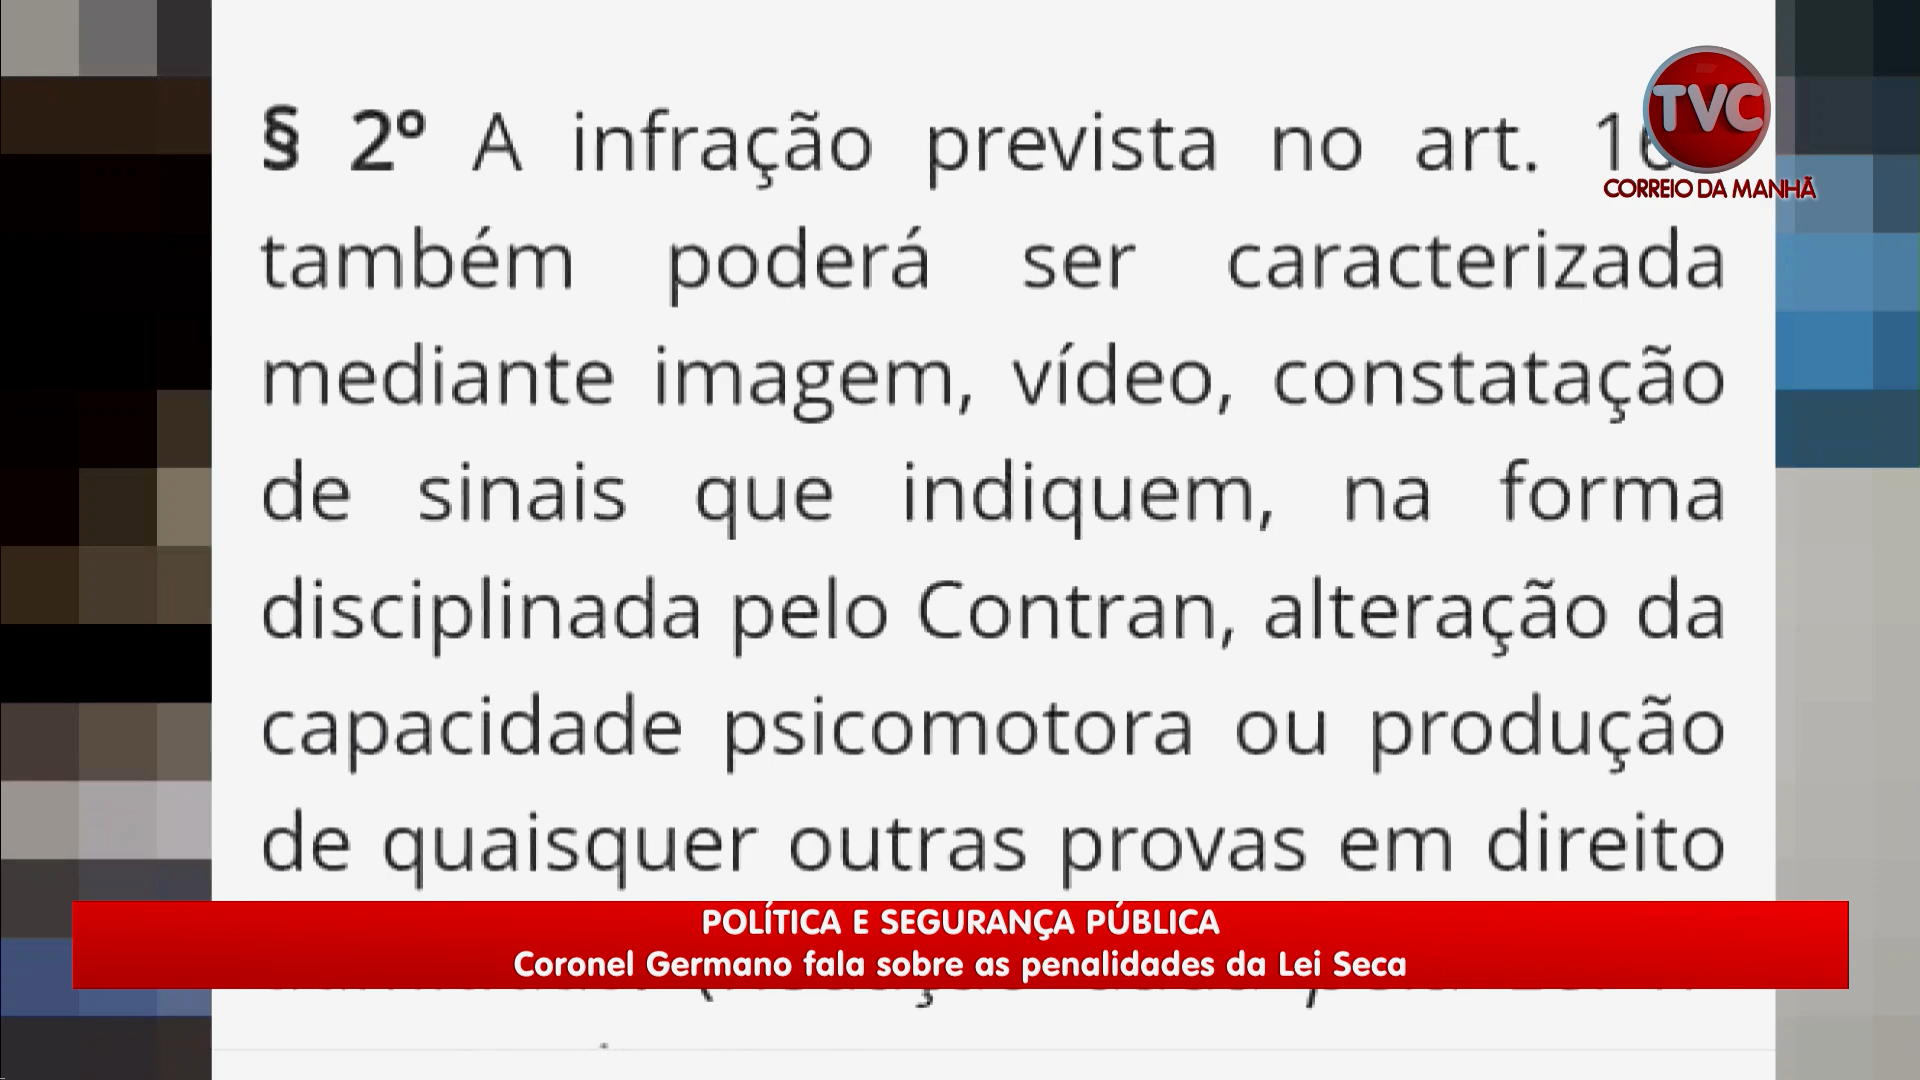 § 2º A infração prevista no art.
também poderá ser caracterizada
mediante imagem, vídeo, constatação
de sinais que indiquem, na forma
disciplinada pelo Contran, alteração da
capacidade psicomotora ou produção
de quaisquer outras provas em direito
TVC
CORREIO DA MANHÃ
POLÍTICA E SEGURANÇA PÚBLICA
Coronel Germano fala sobre as penalidades da Lei Seca